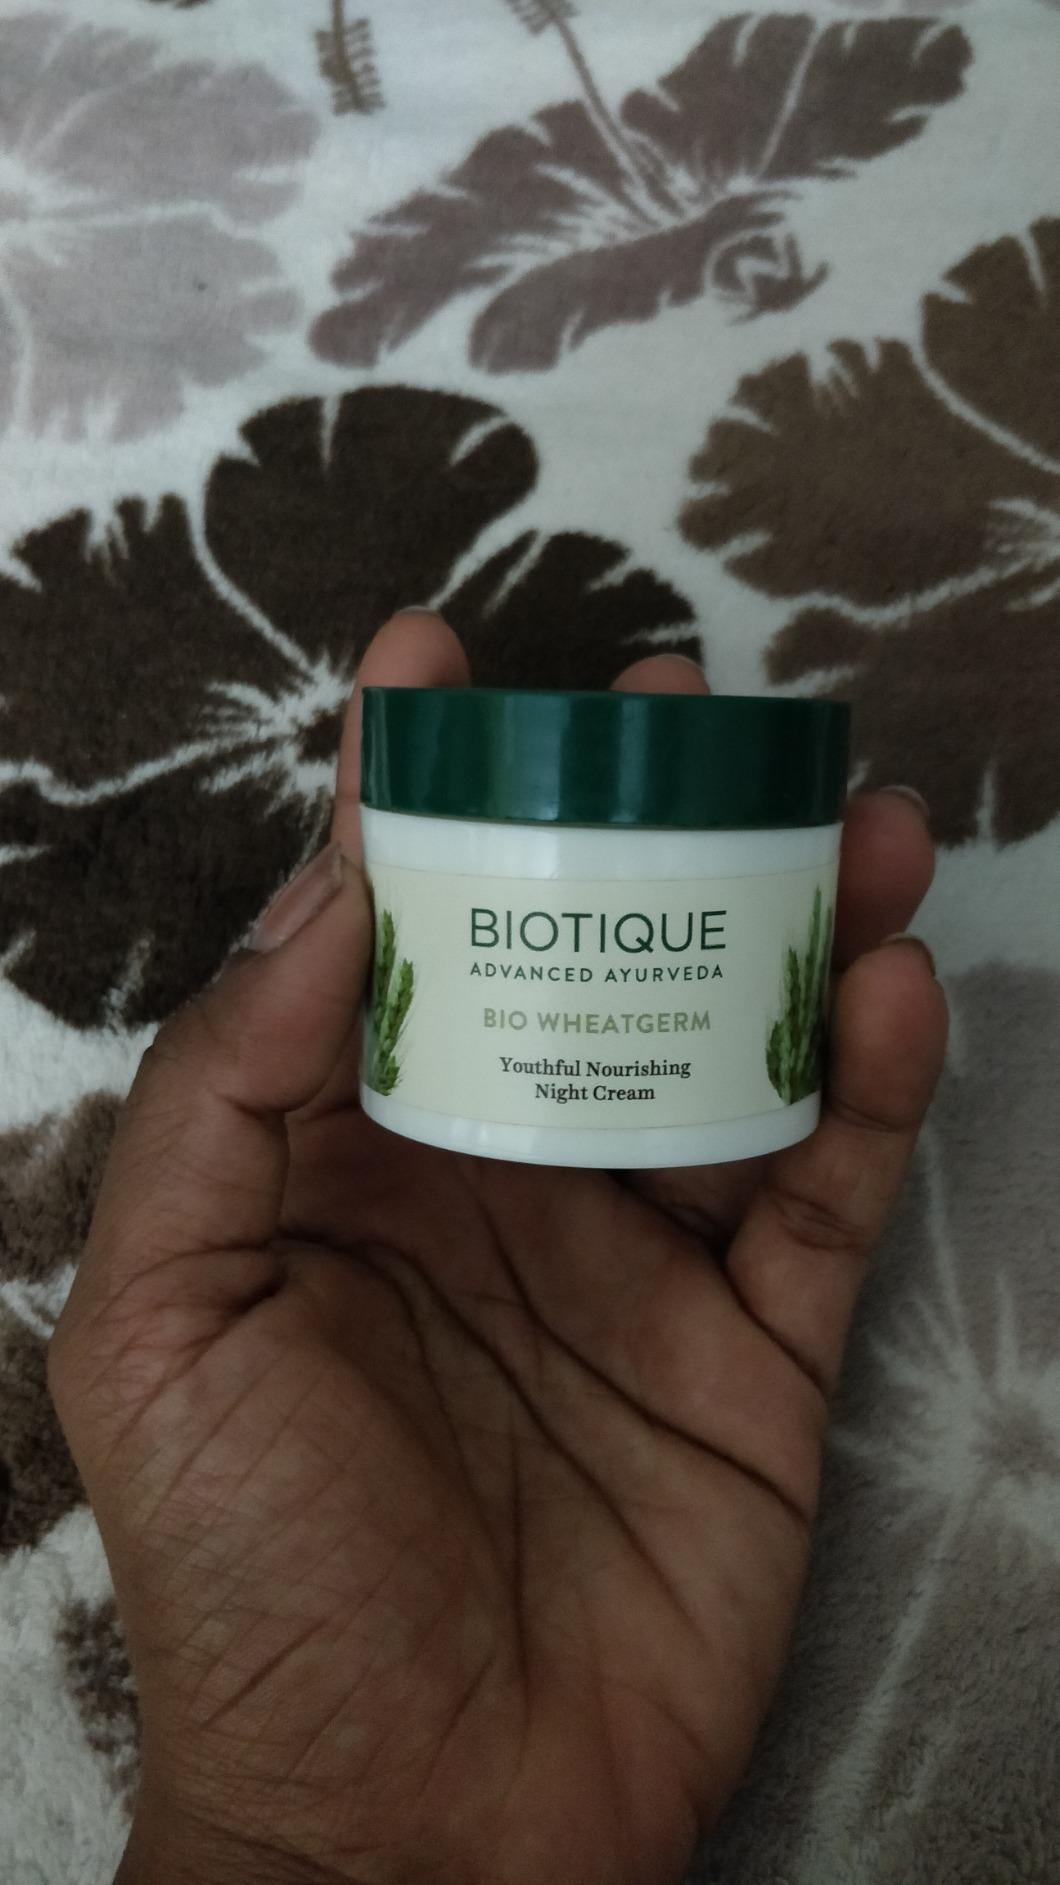 BIOTIQUE
ADVANCED AYURVEDA
BIO WHEATGERM
Youthful Nourishing
Night Cream